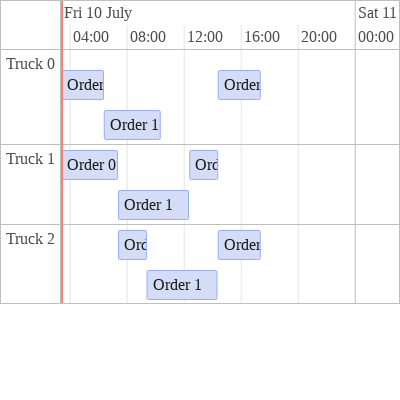 Fri 10 July Sat 11
04:00 08:00 12:00 16:00 20:00 00:00
Truck 0
Order Order
Order 1
Truck 1
Order 0 Ord
Order 1
Truck 2
Ord Order
Order 1